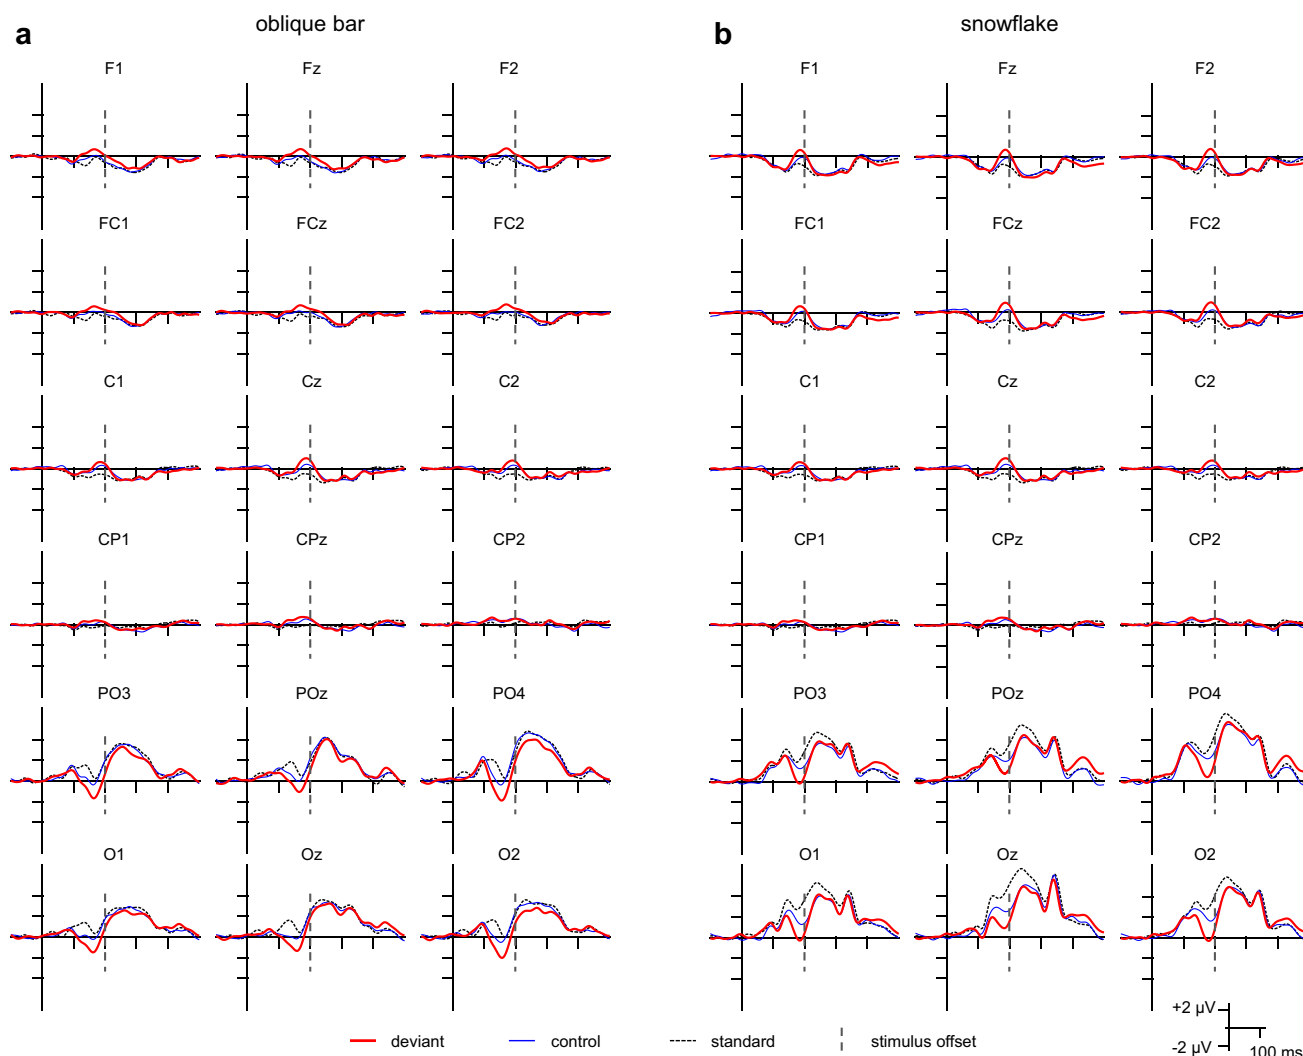 a oblique bar b snowflake
F1 Fz F2 F1 Fz F2
FC1 FCz FC2 FC1 FCz FC2
C1 Cz C2 C1 Cz C2
CP1 CPz CP2 CP1 CPz CP2
PO3 POz PO4 PO3 POz PO4
O1 Oz O2 O1 Oz O2
+2 µV
-2 µV 100 ms
deviant control standard stimulus offset